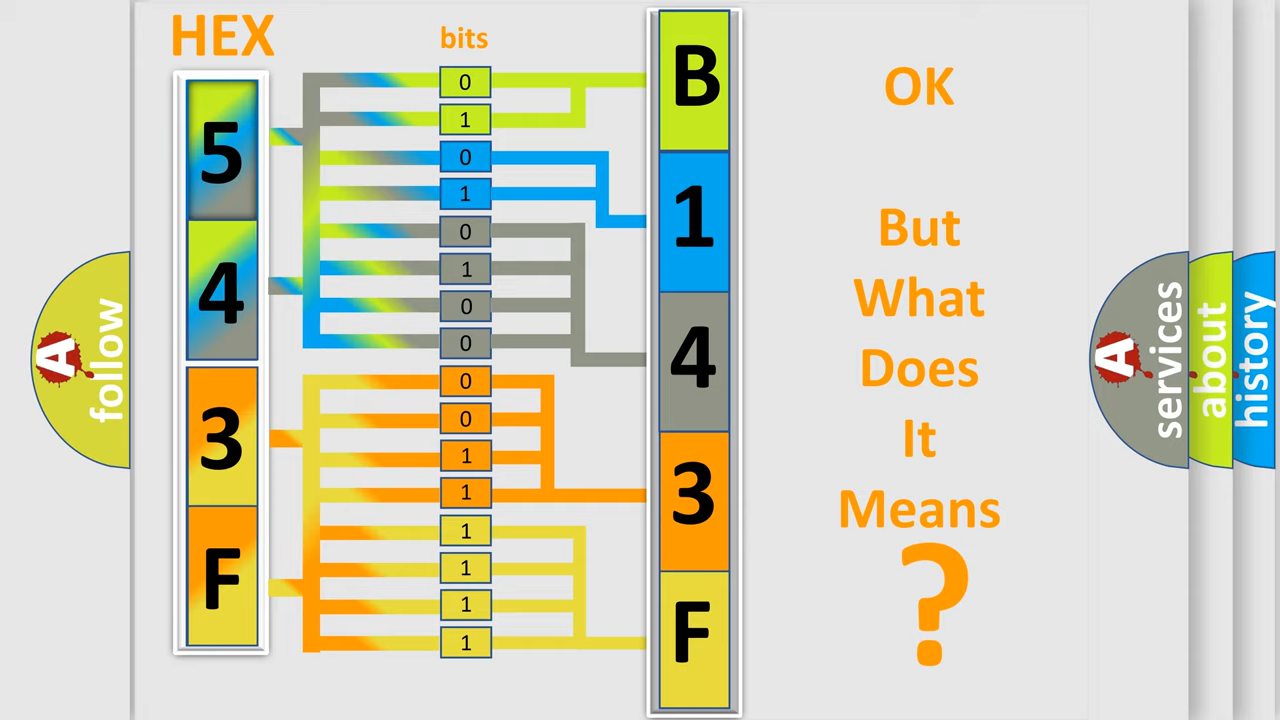 HEX
bits
5
4
3
F
0
1
0
1
0
1
0
0
0
0
1
1
1
1
1
1
B
1
4
3
F
OK
But
What
Does
It
Means
?
A
follow
A
services
about
history